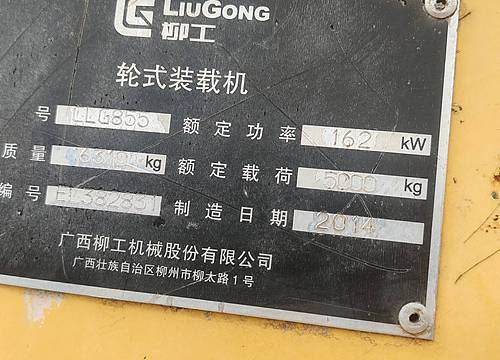 LIUGONG
柳工
轮式装载机
号 CLG855 额定功率 162 kW
质量 kg 额定载荷 5000 kg
编号 制造日期 2014
广西柳工机械股份有限公司
广西壮族自治区柳州市柳太路1号